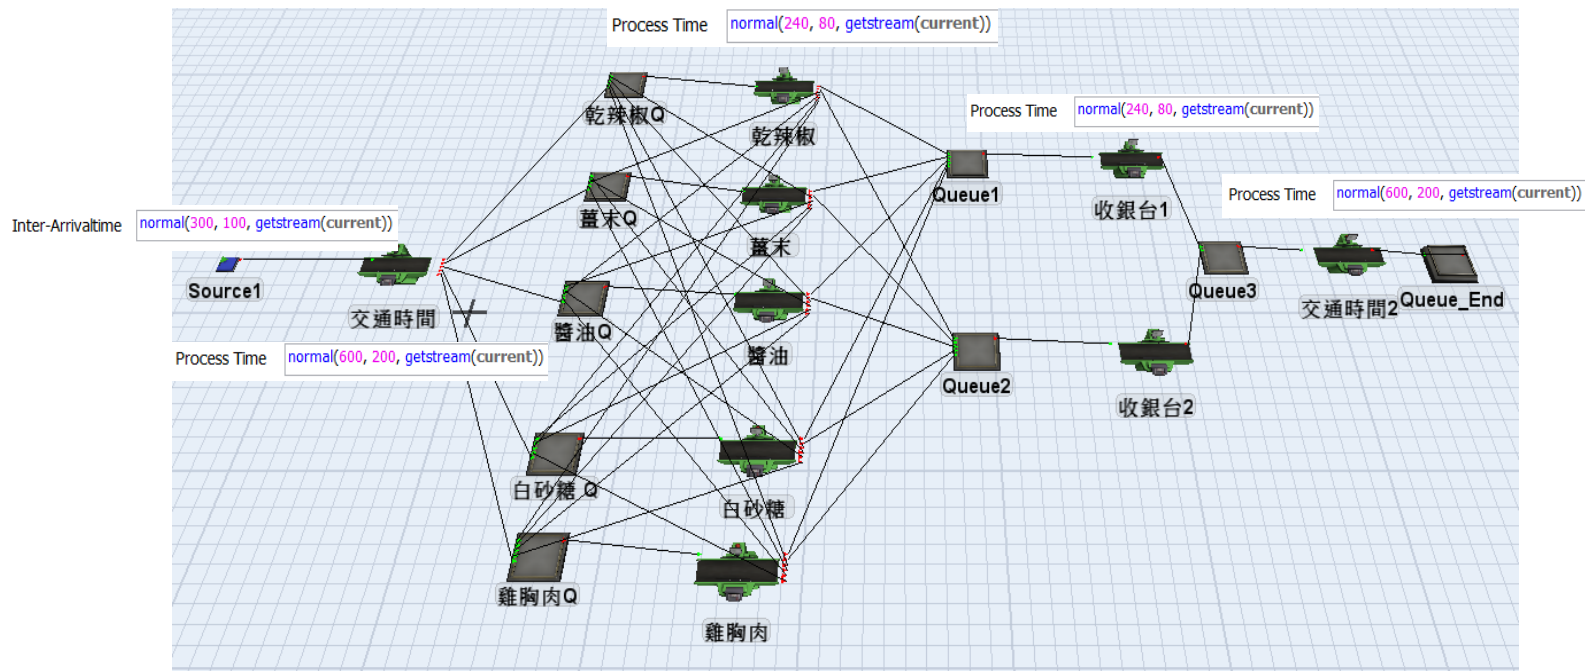 Process Time normal(240, 80, getstream(current))
乾辣椒Q
乾辣椒
Process Time normal(240, 80, getstream(current))
收銀台1
Queue1
薑末Q
薑末
Process Time normal(600, 200, getstream(current))
Inter-Arrivaltime normal(300, 100, getstream(current))
Source1
交通時間
Process Time normal(600, 200, getstream(current))
醬油Q
醬油
Queue3
交通時間2
Queue_End
Queue2
收銀台2
白砂糖 Q
白砂糖
雞胸肉Q
雞胸肉